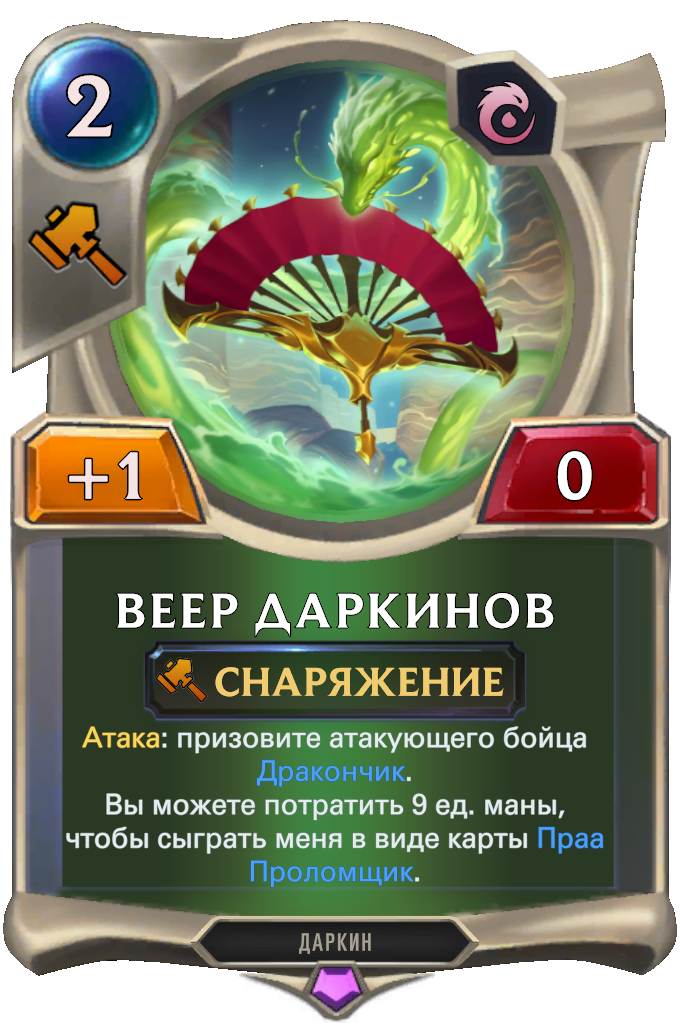 2
+1
0
ВЕЕР ДАРКИНОВ
СНАРЯЖЕНИЕ
Атака: призовите атакующего бойца
Дракончик.
Вы можете потратить 9 ед. маны,
чтобы сыграть меня в виде карты Праа
Проломщик.
ДАРКИН